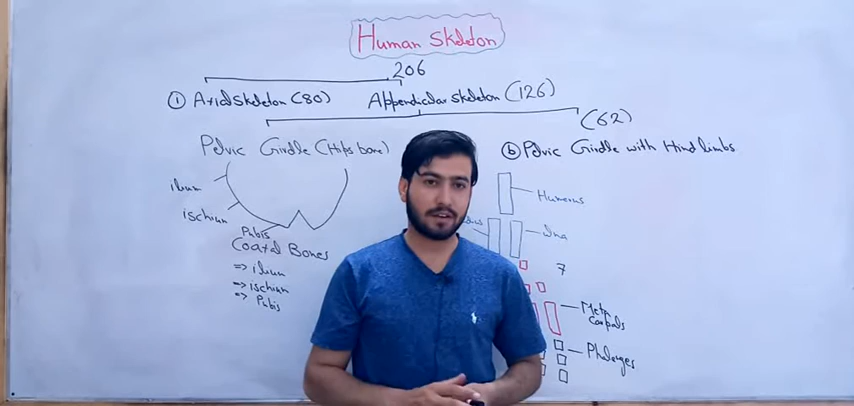 Human Skeleton
206
① Axial skeleton (80)
Appendicular skeleton (126)
(62)
Pelvic Girdle (Hips bone)
ⓑ Pelvic Girdle with Hind limbs
ilium
ischium
Pubis
Coaxal Bones
⇒ ilium
⇒ ischium
⇒ Pubis
Humerus
ulna
7
Meta
Carpals
Phalanges